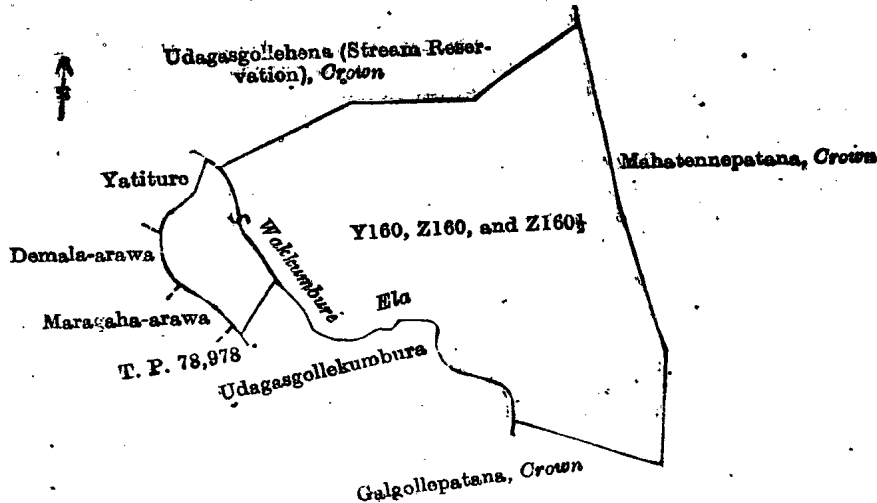 Udagasgollehena (Stream Reser-
vation), Crown
Yatituro
Mahatennepatana, Crown
Wakkumbure
Y160, Z160, and Z160½
Demala-arawa
Ela
Maragaha-arawa
T. P. 78,978
Udagasgollekumbura
Galgollepatana, Crown